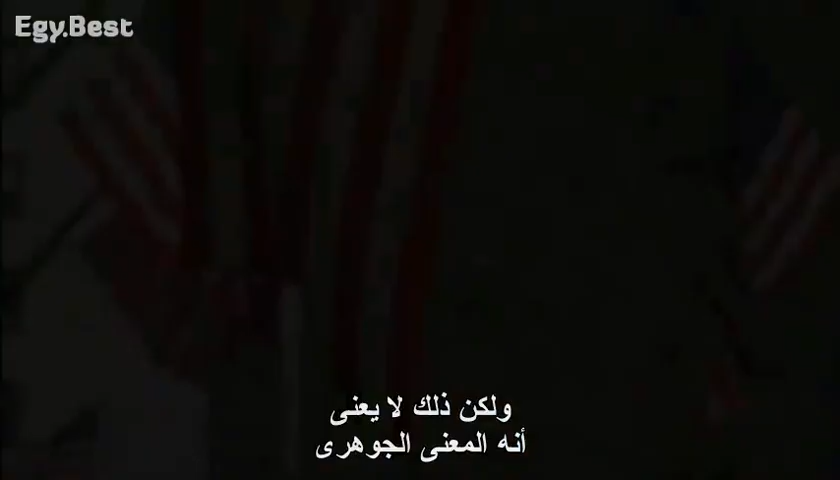 Egy.Best
ولكن ذلك لا يعنى
أنه المعنى الجوهرى